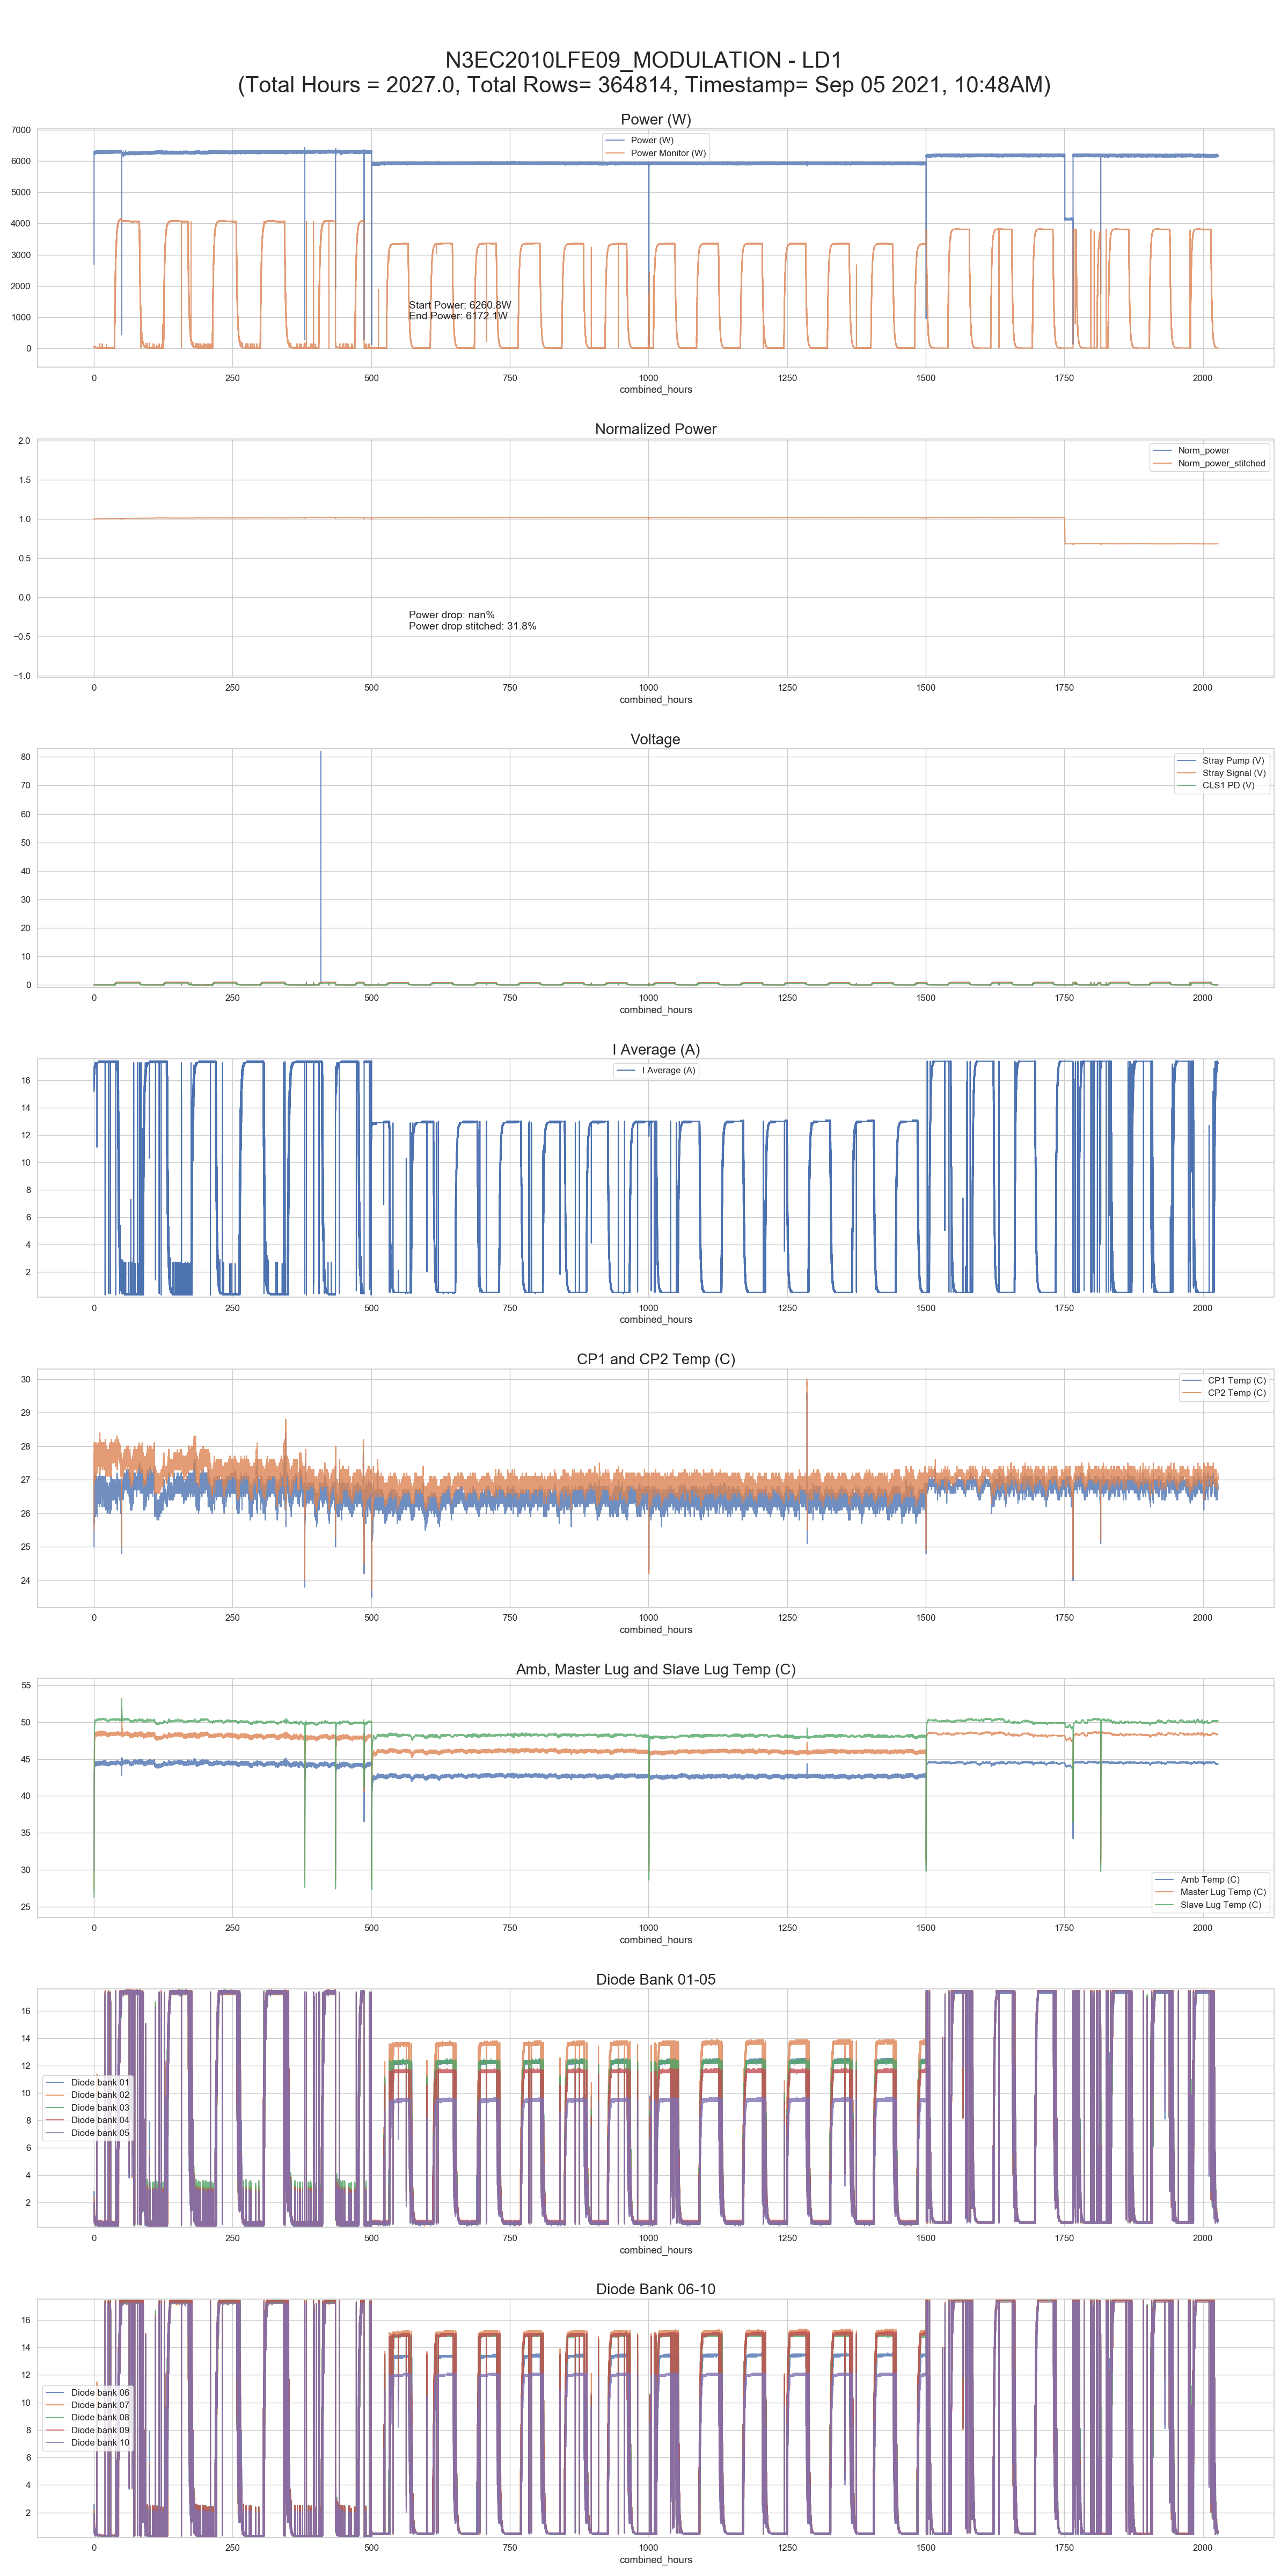 N3EC2010LFE09_MODULATION - LD1
(Total Hours = 2027.0, Total Rows= 364814, Timestamp= Sep 05 2021, 10:48AM)
Power (W)
Power (W)
Power Monitor (W)
7000
6000
5000
4000
3000
2000
1000
0
Start Power: 6260.8W
End Power: 6172.1W
0 250 500 750 1000 1250 1500 1750 2000
combined_hours
Normalized Power
Norm_power
Norm_power_stitched
2.0
1.5
1.0
0.5
0.0
−0.5
−1.0
Power drop: nan%
Power drop stitched: 31.8%
0 250 500 750 1000 1250 1500 1750 2000
combined_hours
Voltage
Stray Pump (V)
Stray Signal (V)
CLS1 PD (V)
80
70
60
50
40
30
20
10
0
0 250 500 750 1000 1250 1500 1750 2000
combined_hours
I Average (A)
I Average (A)
16
14
12
10
8
6
4
2
0 250 500 750 1000 1250 1500 1750 2000
combined_hours
CP1 and CP2 Temp (C)
CP1 Temp (C)
CP2 Temp (C)
30
29
28
27
26
25
24
0 250 500 750 1000 1250 1500 1750 2000
combined_hours
Amb, Master Lug and Slave Lug Temp (C)
55
50
45
40
35
30
25
Amb Temp (C)
Master Lug Temp (C)
Slave Lug Temp (C)
0 250 500 750 1000 1250 1500 1750 2000
combined_hours
Diode Bank 01-05
16
14
12
10
8
6
4
2
Diode bank 01
Diode bank 02
Diode bank 03
Diode bank 04
Diode bank 05
0 250 500 750 1000 1250 1500 1750 2000
combined_hours
Diode Bank 06-10
16
14
12
10
8
6
4
2
Diode bank 06
Diode bank 07
Diode bank 08
Diode bank 09
Diode bank 10
0 250 500 750 1000 1250 1500 1750 2000
combined_hours